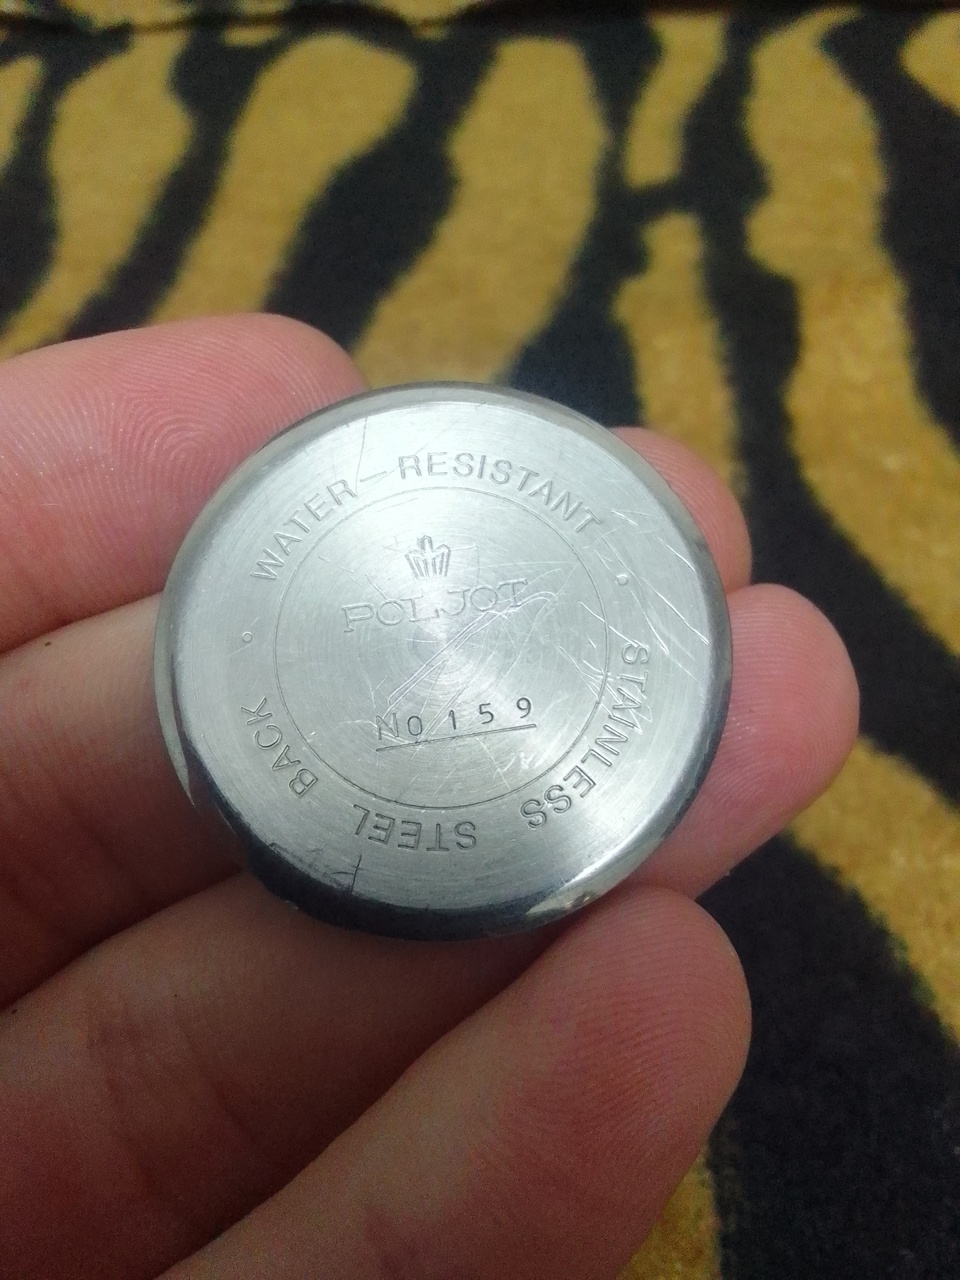 WATER-RESISTANT
POLJOT
No 159
STAINLESS STEEL BACK